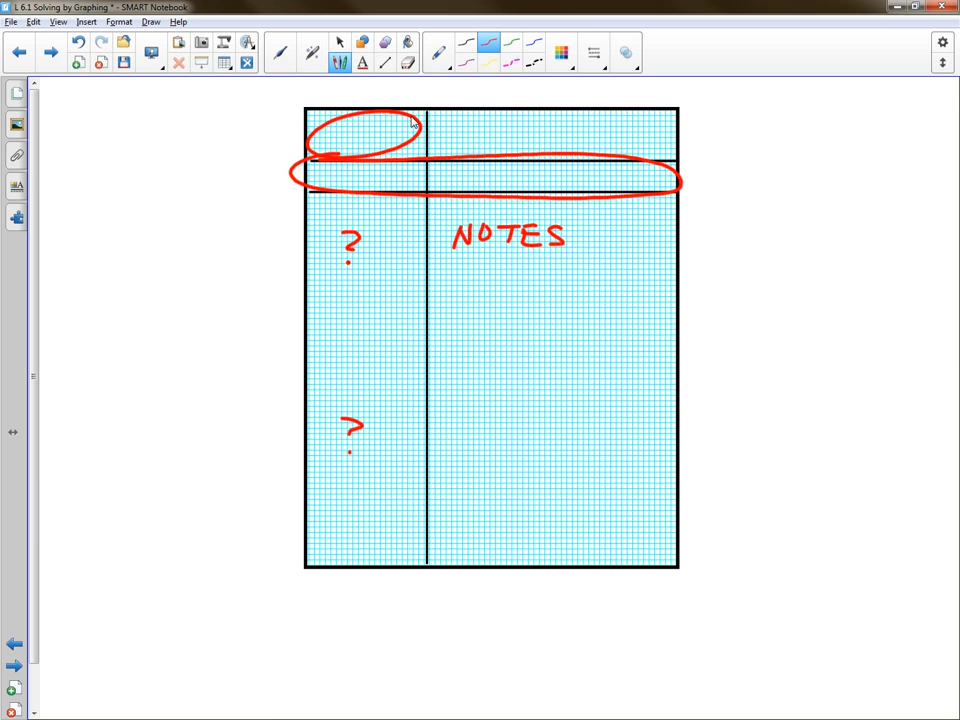 L 6.1 Solving by Graphing * - SMART Notebook
File Edit View Insert Format Draw Help
? NOTES
?